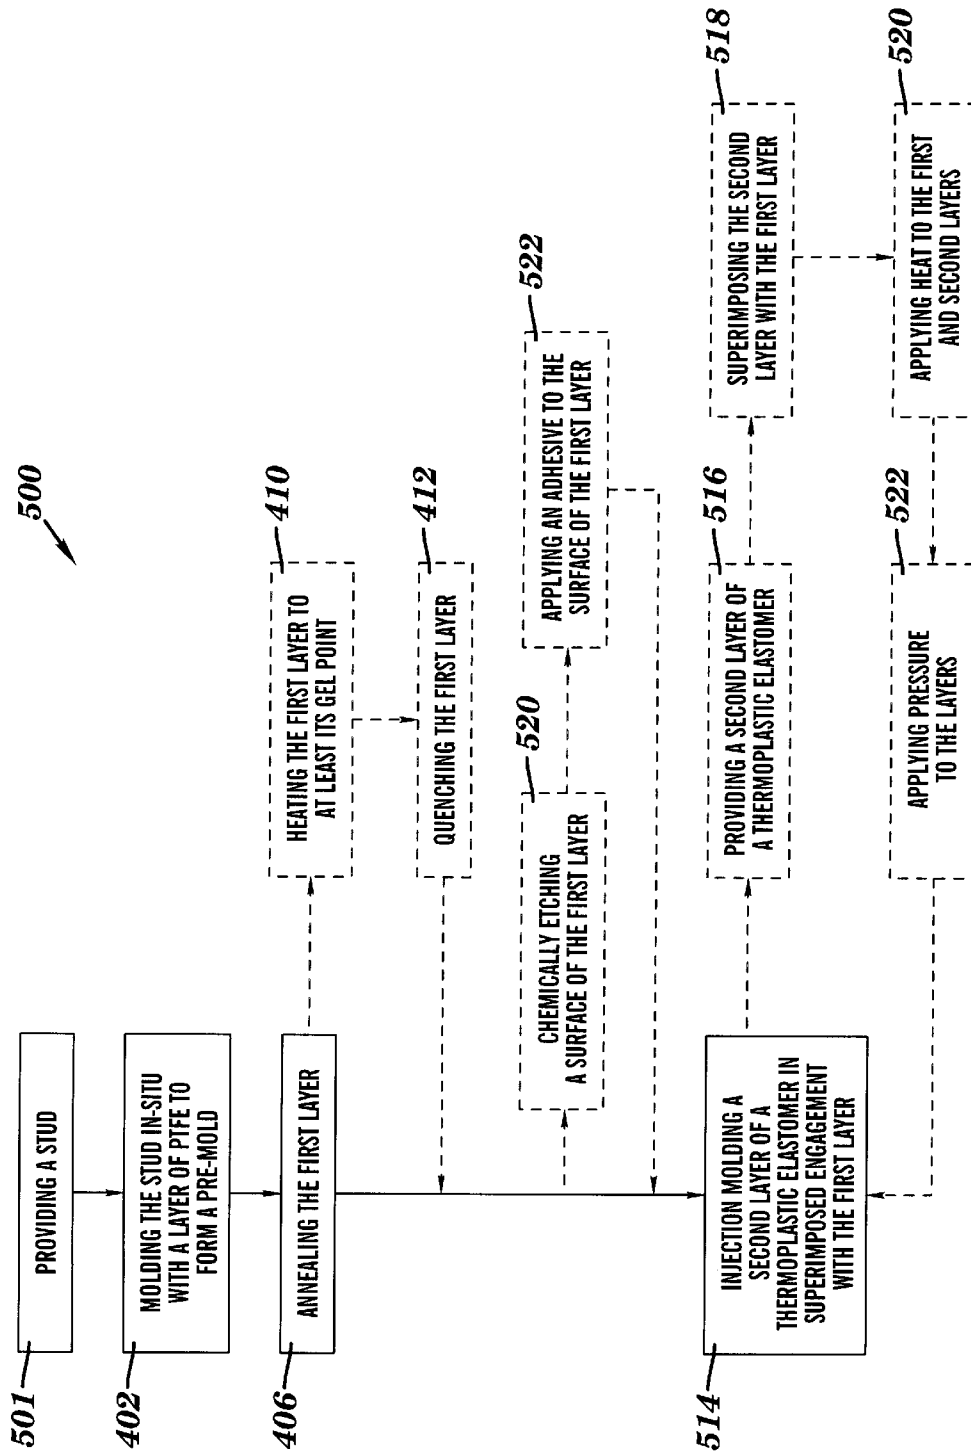 500
501
PROVIDING A STUD
402
MOLDING THE STUD IN-SITU
WITH A LAYER OF PTFE TO
FORM A PRE-MOLD
406
ANNEALING THE FIRST LAYER
410
HEATING THE FIRST LAYER TO
AT LEAST ITS GEL POINT
412
QUENCHING THE FIRST LAYER
520
CHEMICALLY ETCHING
A SURFACE OF THE FIRST LAYER
522
APPLYING AN ADHESIVE TO THE
SURFACE OF THE FIRST LAYER
514
INJECTION MOLDING A
SECOND LAYER OF A
THERMOPLASTIC ELASTOMER IN
SUPERIMPOSED ENGAGEMENT
WITH THE FIRST LAYER
516
PROVIDING A SECOND LAYER OF
A THERMOPLASTIC ELASTOMER
518
SUPERIMPOSING THE SECOND
LAYER WITH THE FIRST LAYER
520
APPLYING HEAT TO THE FIRST
AND SECOND LAYERS
522
APPLYING PRESSURE
TO THE LAYERS